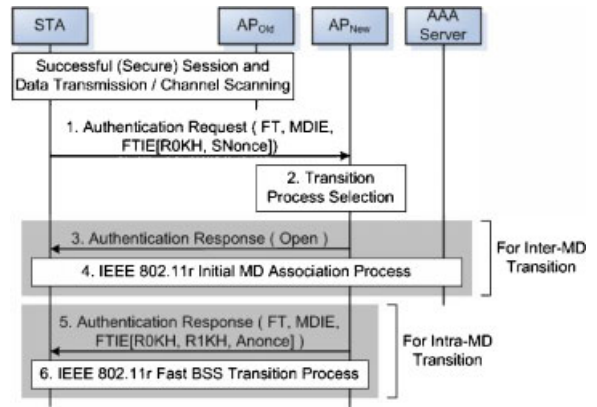 STA
AP_Old
AP_New
AAA
Server
Successful (Secure) Session and
Data Transmission / Channel Scanning
1. Authentication Request ( FT, MDIE,
FTIE[R0KH, SNonce])
2. Transition
Process Selection
3. Authentication Response ( Open )
4. IEEE 802.11r Initial MD Association Process
For Inter-MD
Transition
5. Authentication Response ( FT, MDIE,
FTIE[R0KH, R1KH, Anonce] )
6. IEEE 802.11r Fast BSS Transition Process
For Intra-MD
Transition